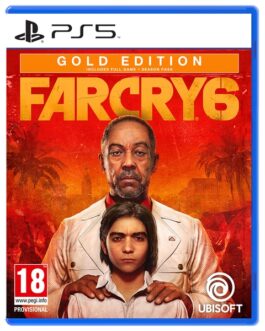 PS5
GOLD EDITION
INCLUDES FULL GAME + SEASON PASS
FARCRY6
18
www.pegi.info
PROVISIONAL
UBISOFT